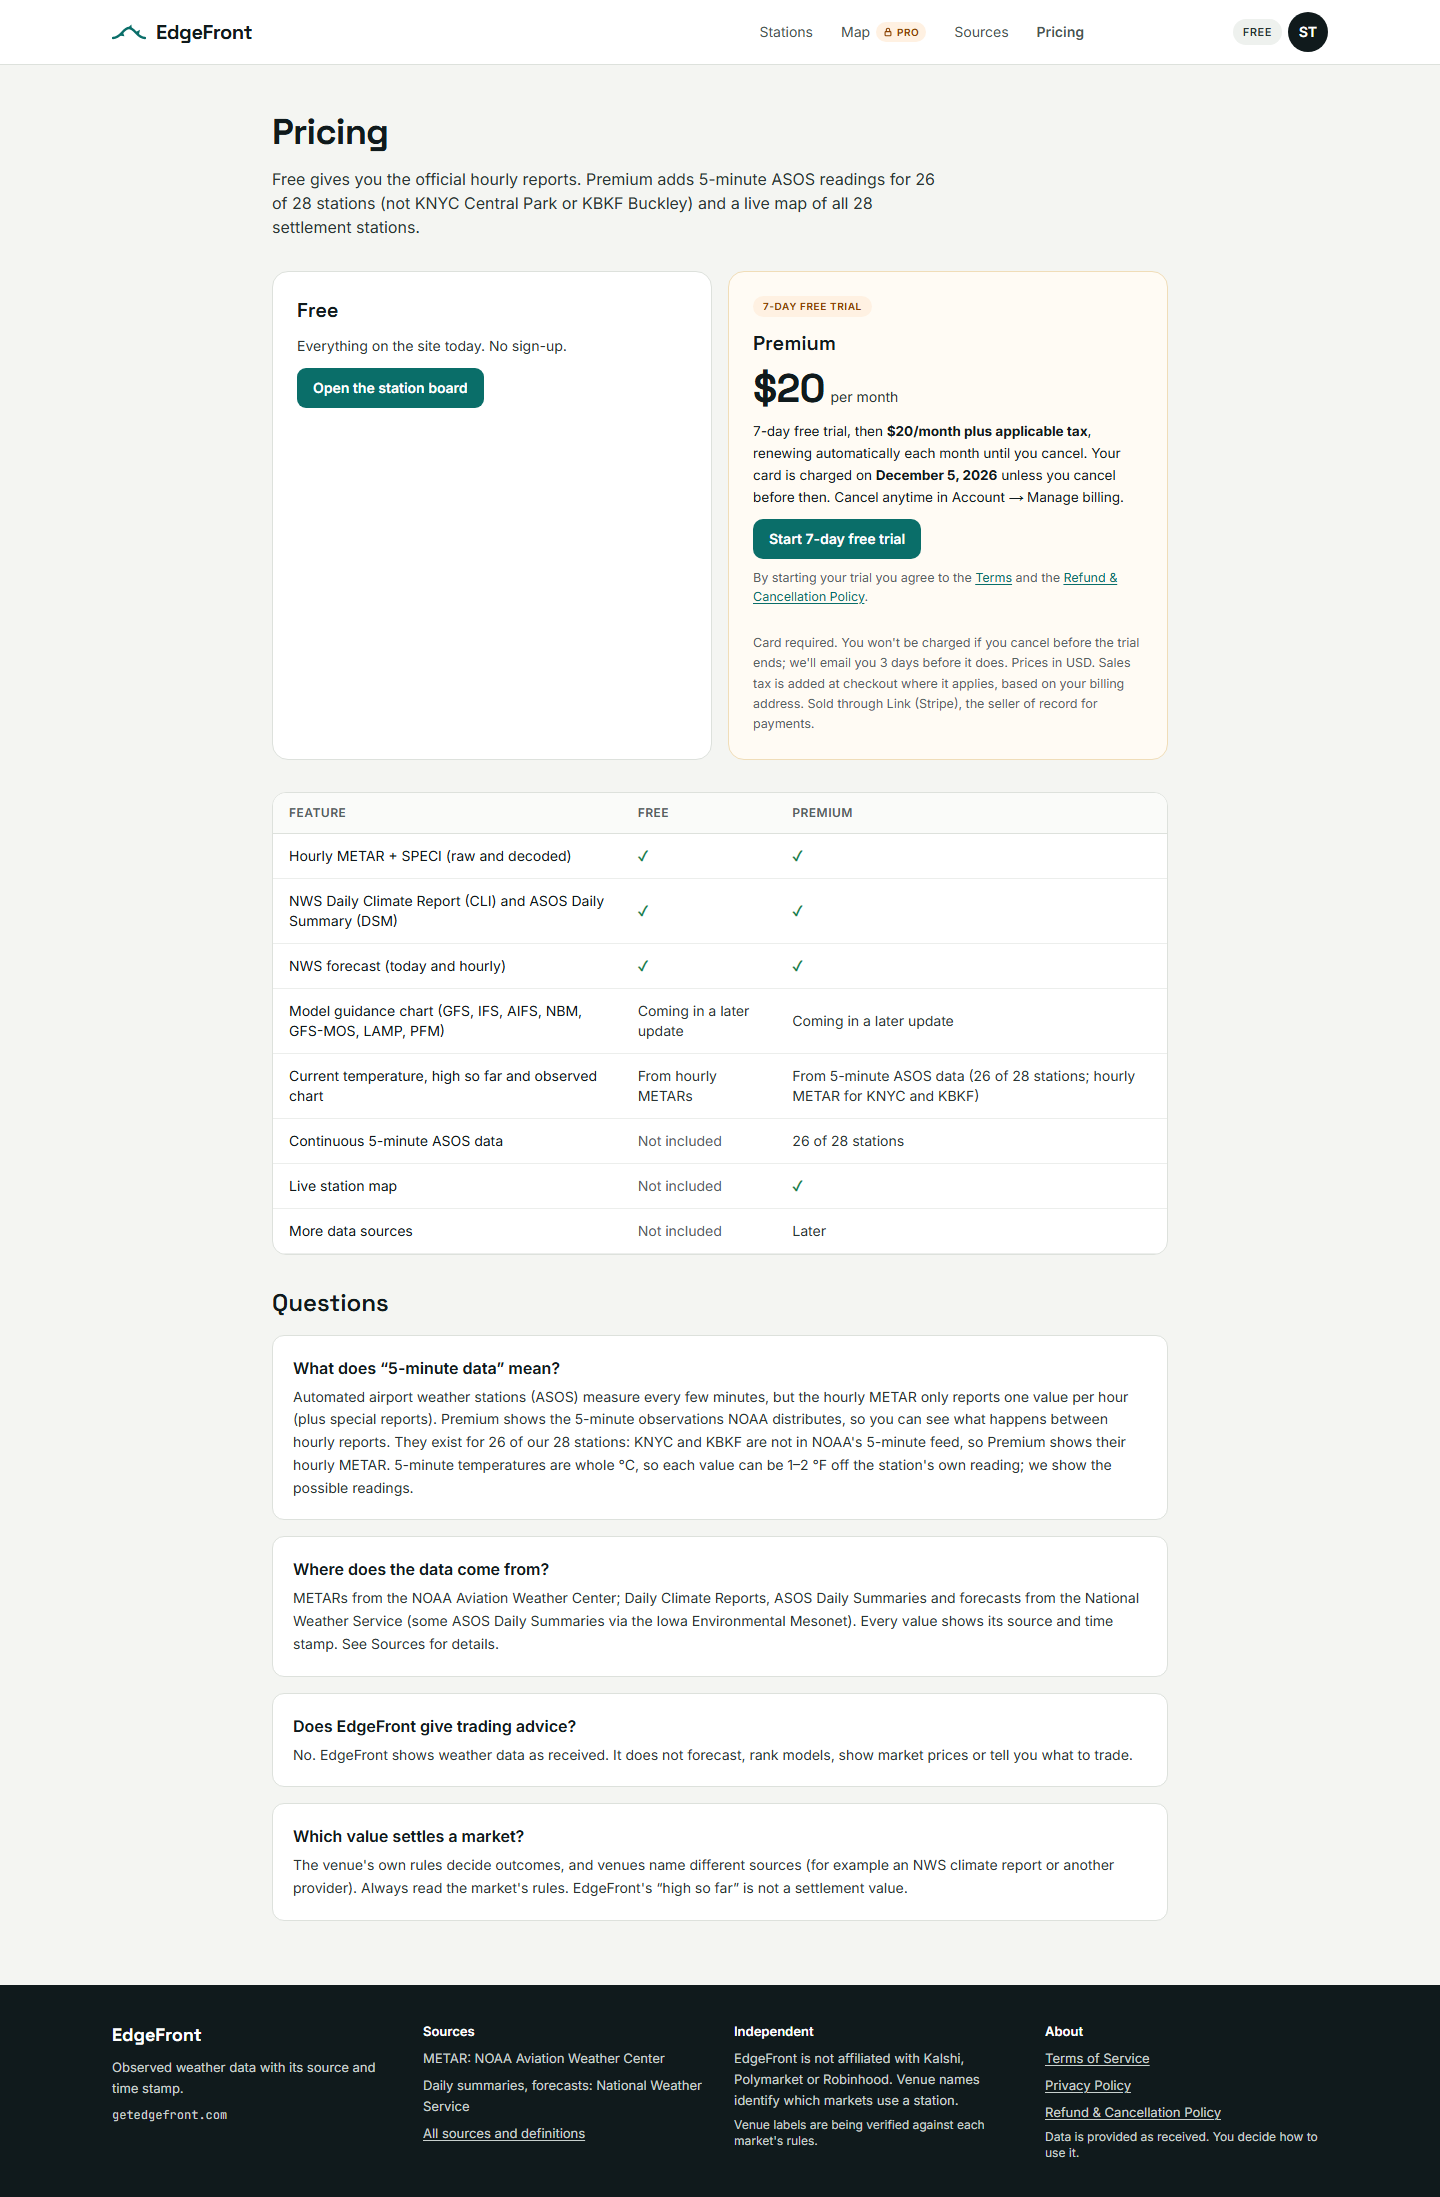 EdgeFront
Stations
Map
PRO
Sources
Pricing
FREE
ST
Pricing
Free gives you the official hourly reports. Premium adds 5-minute ASOS readings for 26
of 28 stations (not KNYC Central Park or KBKF Buckley) and a live map of all 28
settlement stations.
Free
Everything on the site today. No sign-up.
Open the station board
7-DAY FREE TRIAL
Premium
$20 per month
7-day free trial, then $20/month plus applicable tax,
renewing automatically each month until you cancel. Your
card is charged on December 5, 2026 unless you cancel
before then. Cancel anytime in Account → Manage billing.
Start 7-day free trial
By starting your trial you agree to the Terms and the Refund &
Cancellation Policy.
Card required. You won't be charged if you cancel before the trial
ends; we'll email you 3 days before it does. Prices in USD. Sales
tax is added at checkout where it applies, based on your billing
address. Sold through Link (Stripe), the seller of record for
payments.
FEATURE FREE PREMIUM
Hourly METAR + SPECI (raw and decoded) ✓ ✓
NWS Daily Climate Report (CLI) and ASOS Daily
Summary (DSM) ✓ ✓
NWS forecast (today and hourly) ✓ ✓
Model guidance chart (GFS, IFS, AIFS, NBM,
GFS-MOS, LAMP, PFM)
Coming in a later
update
Coming in a later update
Current temperature, high so far and observed
chart
From hourly
METARs
From 5-minute ASOS data (26 of 28 stations; hourly
METAR for KNYC and KBKF)
Continuous 5-minute ASOS data Not included 26 of 28 stations
Live station map Not included ✓
More data sources Not included Later
Questions
What does “5-minute data” mean?
Automated airport weather stations (ASOS) measure every few minutes, but the hourly METAR only reports one value per hour
(plus special reports). Premium shows the 5-minute observations NOAA distributes, so you can see what happens between
hourly reports. They exist for 26 of our 28 stations: KNYC and KBKF are not in NOAA's 5-minute feed, so Premium shows their
hourly METAR. 5-minute temperatures are whole °C, so each value can be 1–2 °F off the station's own reading; we show the
possible readings.
Where does the data come from?
METARs from the NOAA Aviation Weather Center; Daily Climate Reports, ASOS Daily Summaries and forecasts from the National
Weather Service (some ASOS Daily Summaries via the Iowa Environmental Mesonet). Every value shows its source and time
stamp. See Sources for details.
Does EdgeFront give trading advice?
No. EdgeFront shows weather data as received. It does not forecast, rank models, show market prices or tell you what to trade.
Which value settles a market?
The venue's own rules decide outcomes, and venues name different sources (for example an NWS climate report or another
provider). Always read the market's rules. EdgeFront's “high so far” is not a settlement value.
EdgeFront
Observed weather data with its source and
time stamp.
getedgefront.com
Sources
METAR: NOAA Aviation Weather Center
Daily summaries, forecasts: National Weather
Service
All sources and definitions
Independent
EdgeFront is not affiliated with Kalshi,
Polymarket or Robinhood. Venue names
identify which markets use a station.
Venue labels are being verified against each
market's rules.
About
Terms of Service
Privacy Policy
Refund & Cancellation Policy
Data is provided as received. You decide how to
use it.